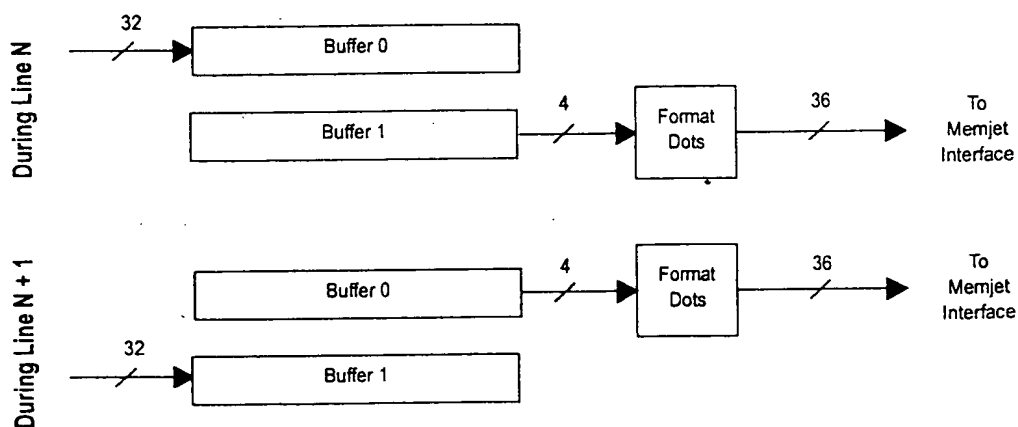 During Line N
32
Buffer 0
Buffer 1
4
Format
Dots
36
To
Memjet
Interface
During Line N + 1
Buffer 0
4
Format
Dots
36
To
Memjet
Interface
32
Buffer 1